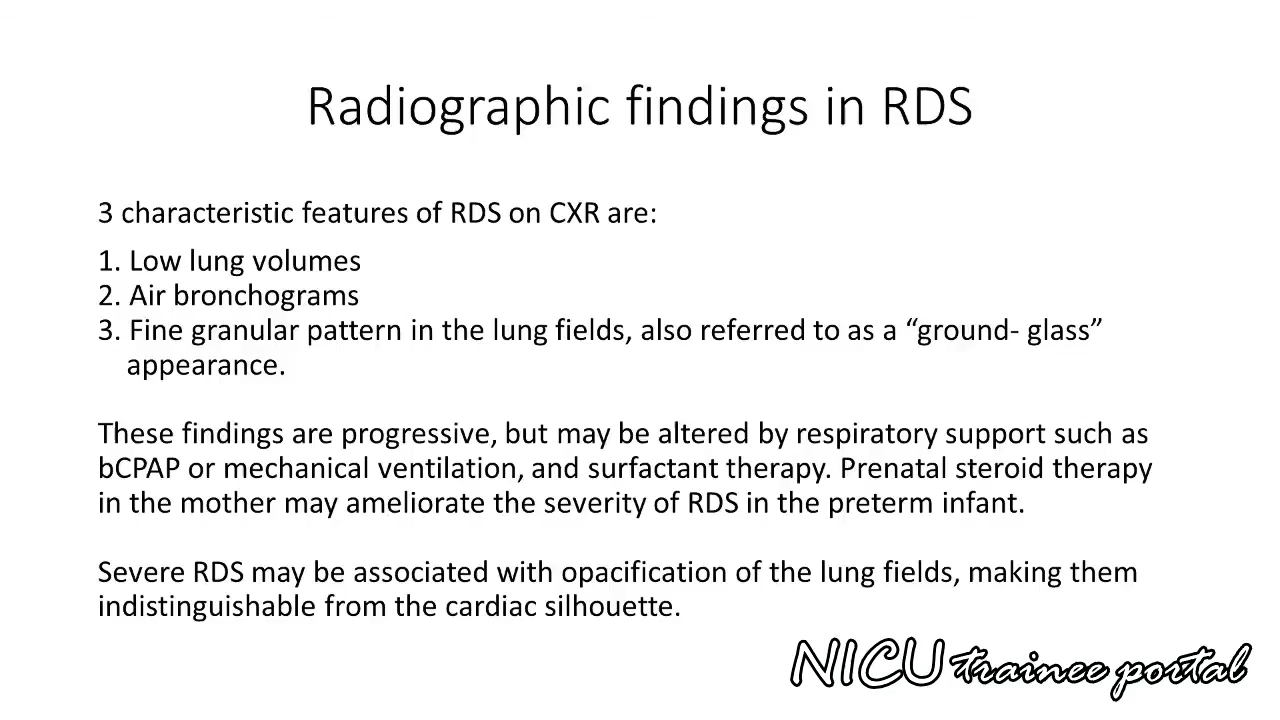 Radiographic findings in RDS
3 characteristic features of RDS on CXR are:
1. Low lung volumes
2. Air bronchograms
3. Fine granular pattern in the lung fields, also referred to as a “ground- glass”
appearance.
These findings are progressive, but may be altered by respiratory support such as
bCPAP or mechanical ventilation, and surfactant therapy. Prenatal steroid therapy
in the mother may ameliorate the severity of RDS in the preterm infant.
Severe RDS may be associated with opacification of the lung fields, making them
indistinguishable from the cardiac silhouette.
NICU trainee portal